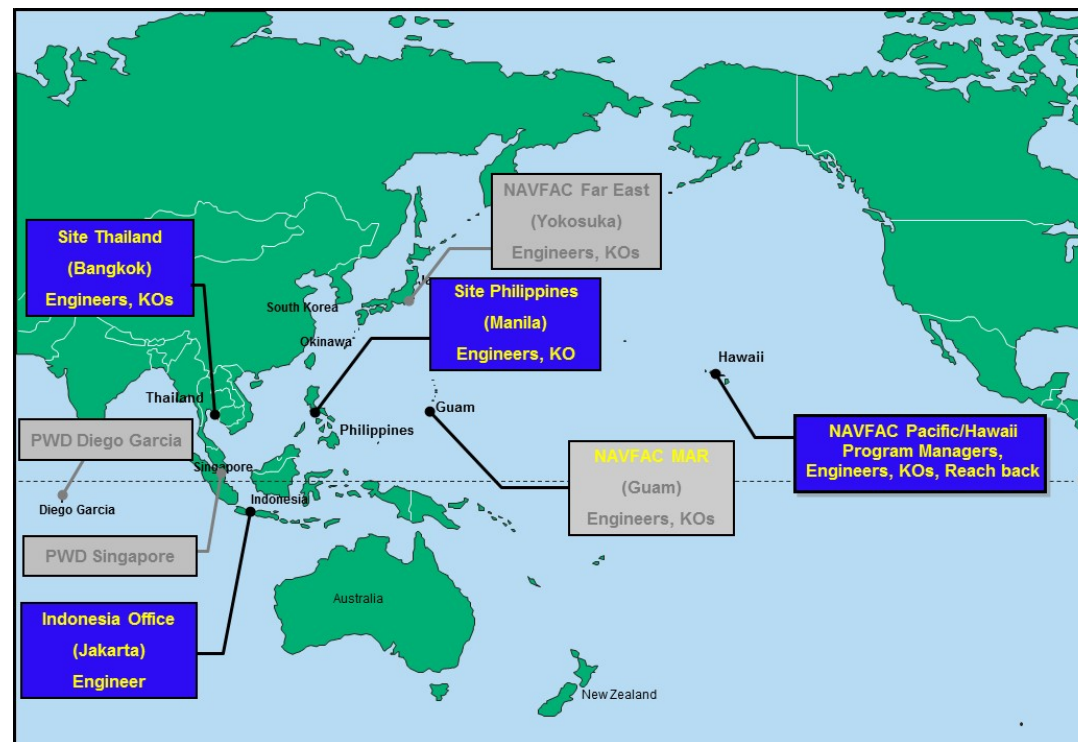 NAVFAC Far East
(Yokosuka)
Engineers, KOs
Site Thailand
(Bangkok)
Engineers, KOs
Site Philippines
(Manila)
Engineers, KO
South Korea
Okinawa
Hawaii
Thailand
Guam
Philippines
PWD Diego Garcia
NAVFAC Pacific/Hawaii
Program Managers,
Engineers, KOs, Reach back
NAVFAC MAR
(Guam)
Engineers, KOs
Singapore
Indonesia
Diego Garcia
PWD Singapore
Australia
Indonesia Office
(Jakarta)
Engineer
New Zealand